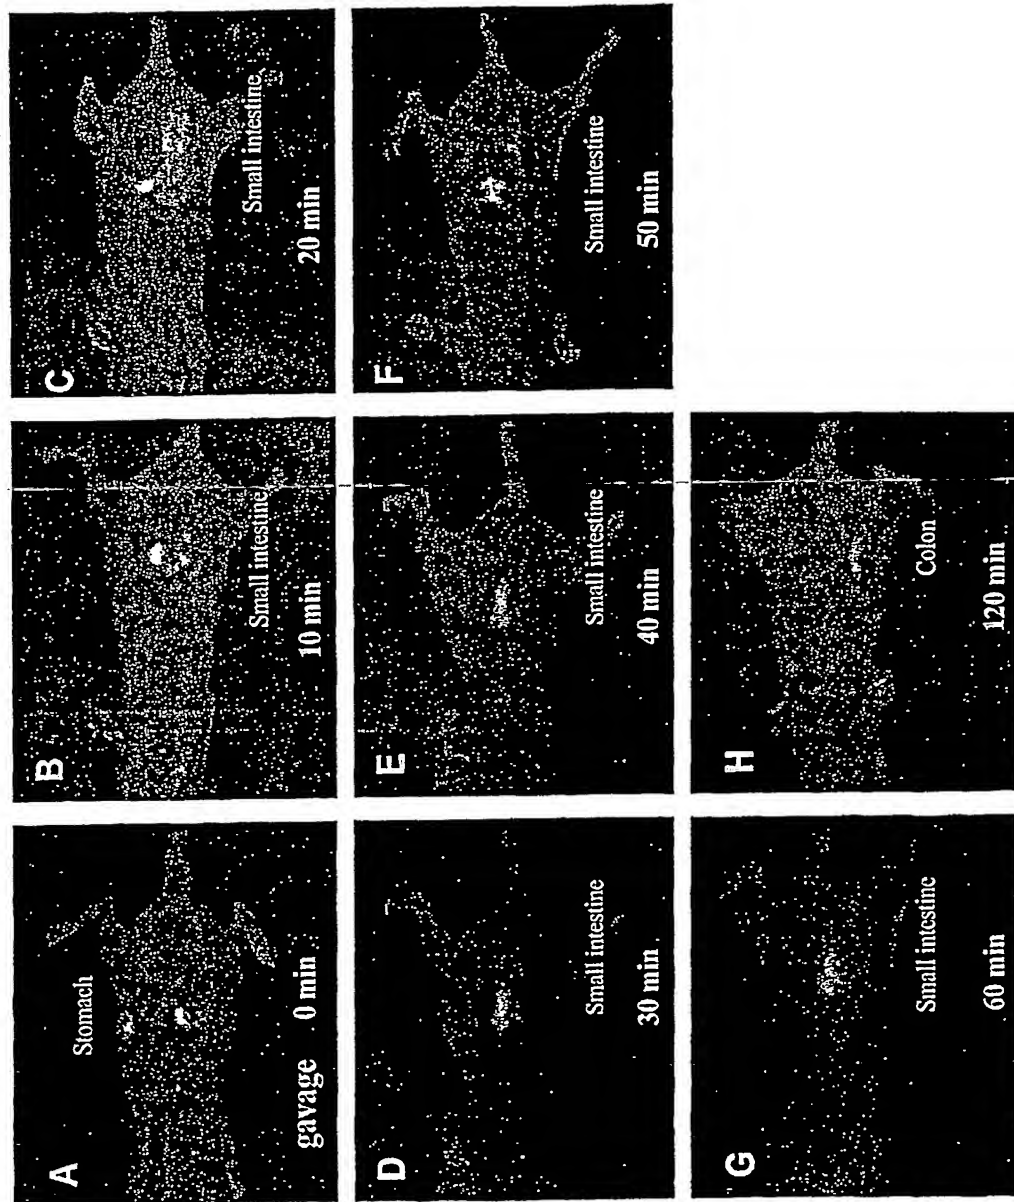 A
Stomach
gavage 0 min
B
Small intestine
10 min
C
Small intestine
20 min
D
Small intestine
30 min
E
Small intestine
40 min
F
Small intestine
50 min
G
Small intestine
60 min
H
Colon
120 min